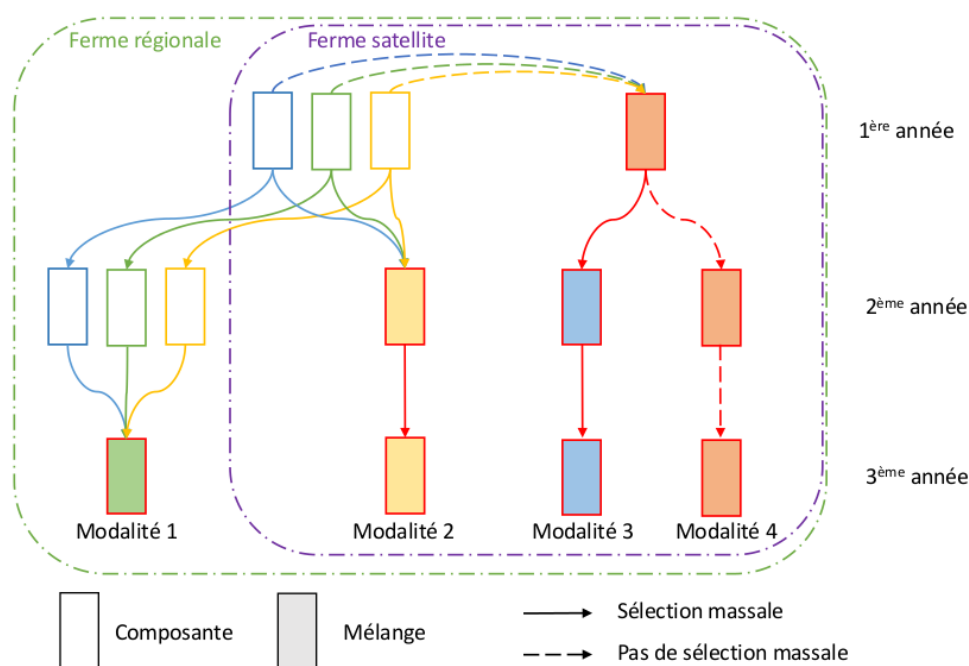 Ferme régionale
Ferme satellite
1ère année
2ème année
3ème année
Modalité 1
Modalité 2
Modalité 3
Modalité 4
Composante
Mélange
Sélection massale
Pas de sélection massale